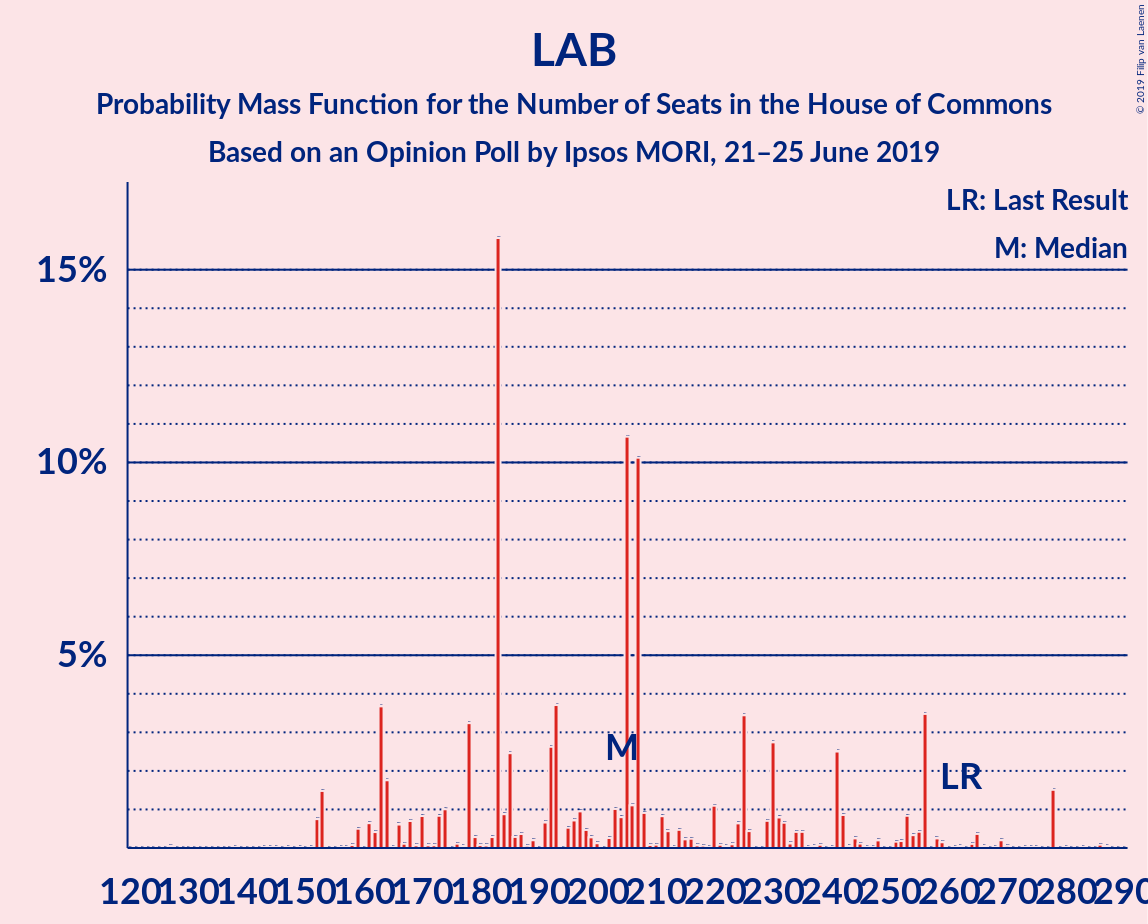 LAB
Probability Mass Function for the Number of Seats in the House of Commons
Based on an Opinion Poll by Ipsos MORI, 21–25 June 2019
© 2019 Filip van Laenen
LR: Last Result
M: Median
15%
10%
5%
M
LR
120 130 140 150 160 170 180 190 200 210 220 230 240 250 260 270 280 290